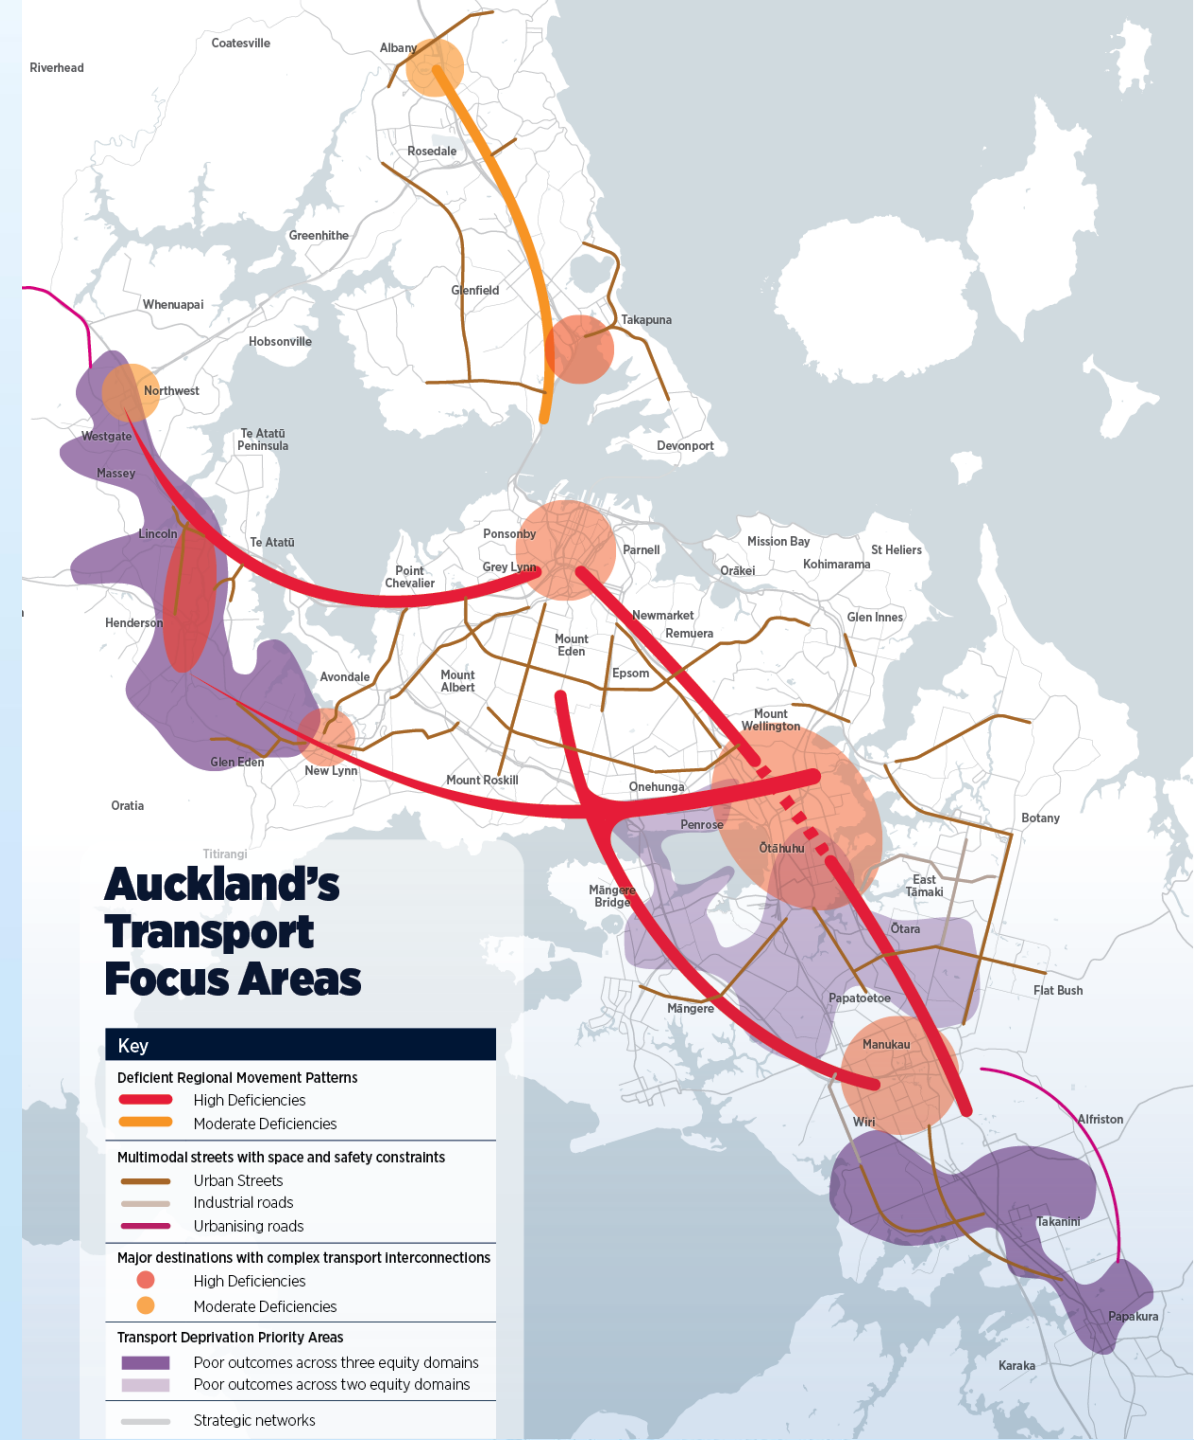 Coatesville
Albany
Riverhead
Rosedale
Greenhithe
Glenfield
Whenuapai
Takapuna
Hobsonville
Northwest
Westgate
Te Atatū
Peninsula
Devonport
Massey
Lincoln
Te Atatū
Ponsonby
Parnell
Mission Bay
St Heliers
Grey Lynn
Point
Chevalier
Orākei
Kohimarama
Henderson
Newmarket
Remuera
Glen Innes
Mount
Eden
Epsom
Avondale
Mount
Albert
Mount
Wellington
Glen Eden
New Lynn
Mount Roskill
Onehunga
Oratia
Penrose
Botany
Titirangi
Ōtāhuhu
Māngere
Bridge
East
Tāmaki
Ōtara
Flat Bush
Papatoetoe
Māngere
Manukau
Wiri
Alfriston
Takanini
Papakura
Karaka
Auckland's
Transport
Focus Areas
Key
Deficient Regional Movement Patterns
High Deficiencies
Moderate Deficiencies
Multimodal streets with space and safety constraints
Urban Streets
Industrial roads
Urbanising roads
Major destinations with complex transport interconnections
High Deficiencies
Moderate Deficiencies
Transport Deprivation Priority Areas
Poor outcomes across three equity domains
Poor outcomes across two equity domains
Strategic networks